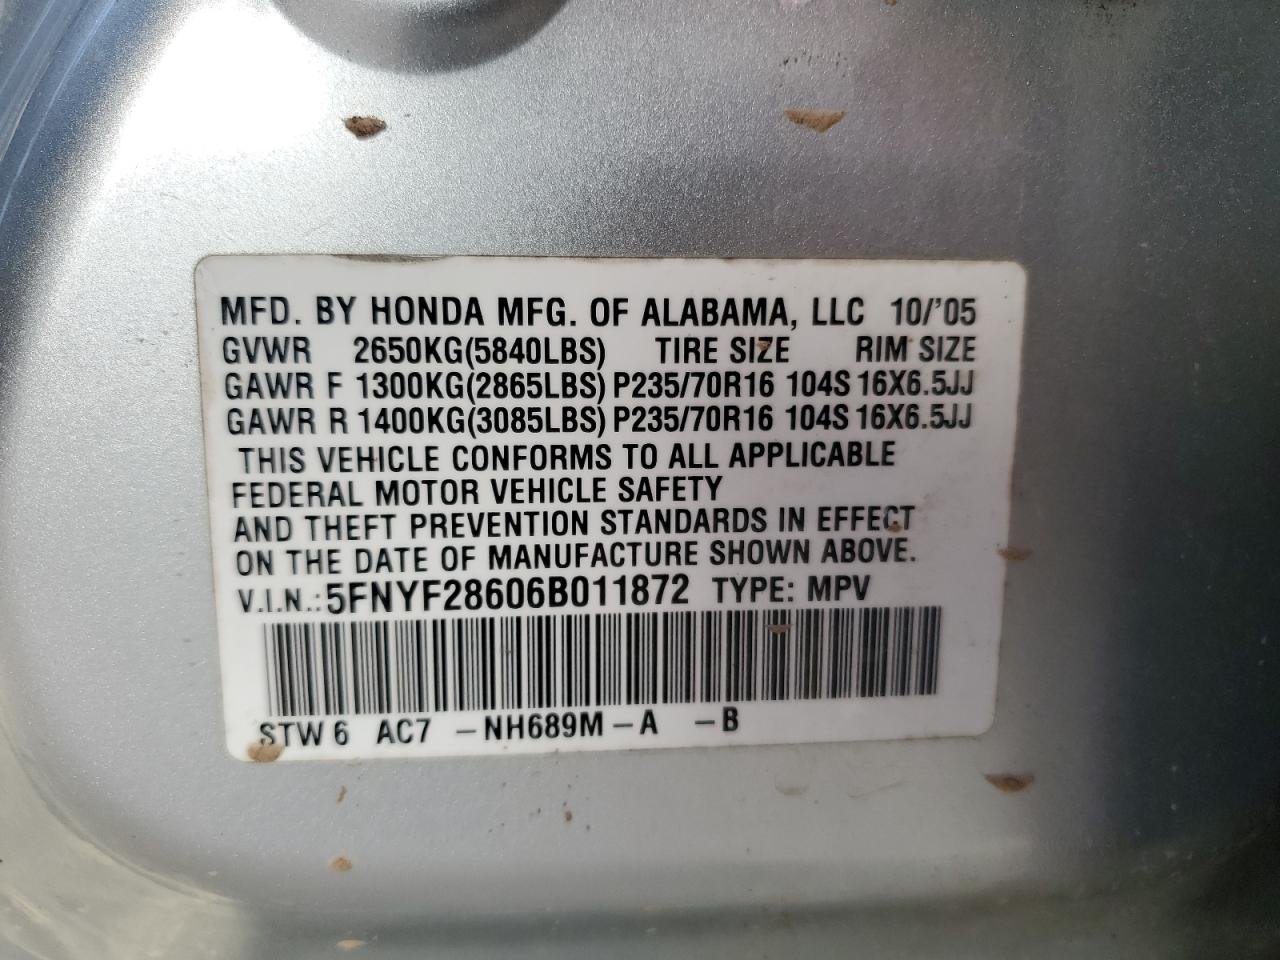 MFD. BY HONDA MFG. OF ALABAMA, LLC 10/'05
GVWR 2650KG(5840LBS) TIRE SIZE RIM SIZE
GAWR F 1300KG(2865LBS) P235/70R16 104S 16X6.5JJ
GAWR R 1400KG(3085LBS) P235/70R16 104S 16X6.5JJ
THIS VEHICLE CONFORMS TO ALL APPLICABLE
FEDERAL MOTOR VEHICLE SAFETY
AND THEFT PREVENTION STANDARDS IN EFFECT
ON THE DATE OF MANUFACTURE SHOWN ABOVE.
V.I.N.: 5FNYF28606B011872 TYPE: MPV
STW 6 AC7 -NH689M-A -B